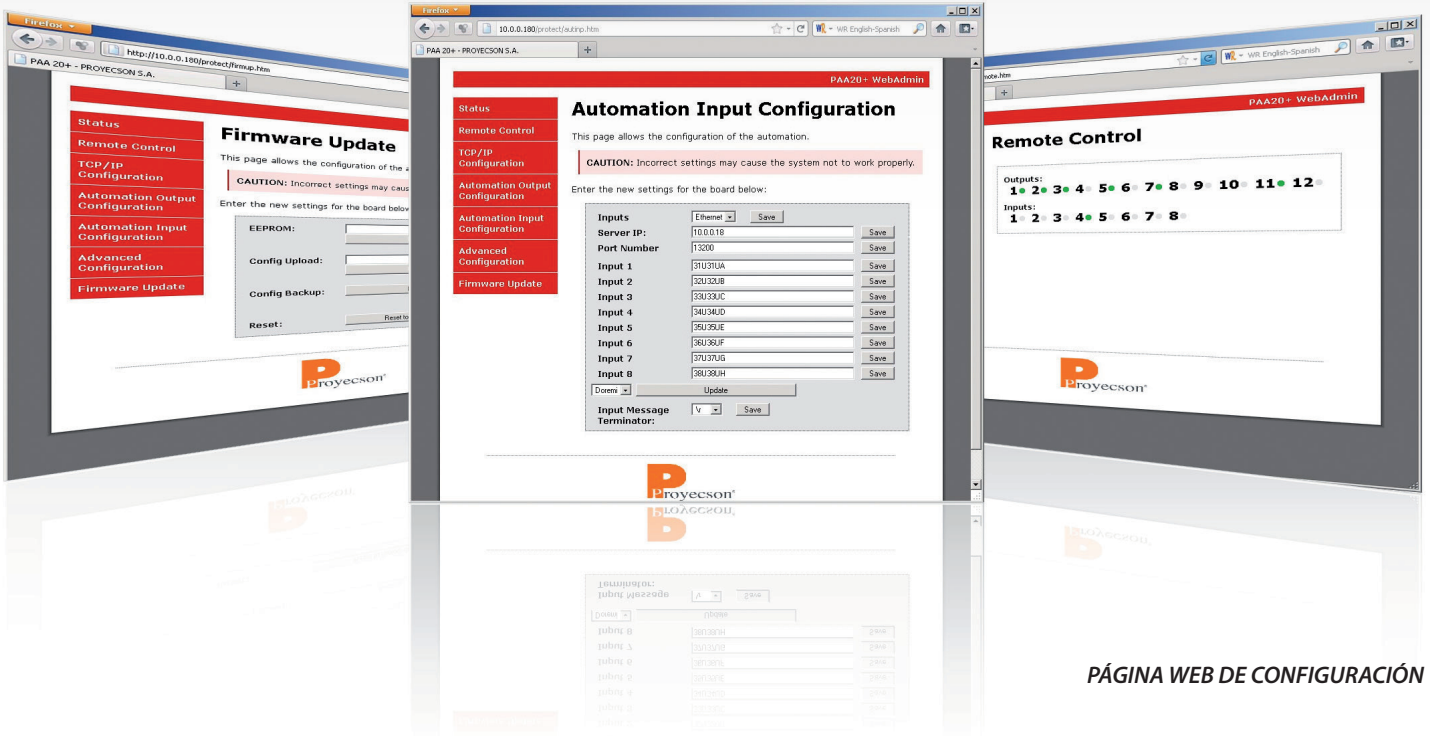 Firefox
http://10.0.0.180/protect/firmup.htm
PAA 20+ - PROYECSON S.A.
Status
Remote Control
TCP/IP Configuration
Automation Output Configuration
Automation Input Configuration
Advanced Configuration
Firmware Update
Firmware Update
This page allows the configuration of the
CAUTION: Incorrect settings may caus
Enter the new settings for the board below
EEPROM:
Config Upload:
Config Backup:
Reset:
Reset to
Proyecson
Firefox
10.0.0.180/protect/autinp.htm
WR English-Spanish
PAA 20+ - PROYECSON S.A.
PAA20+ WebAdmin
Status
Remote Control
TCP/IP Configuration
Automation Output Configuration
Automation Input Configuration
Advanced Configuration
Firmware Update
Automation Input Configuration
This page allows the configuration of the automation.
CAUTION: Incorrect settings may cause the system not to work properly.
Enter the new settings for the board below:
Inputs Ethernet Save
Server IP: 10.0.0.18 Save
Port Number 13200 Save
Input 1 31U31UA Save
Input 2 32U32UB Save
Input 3 33U33UC Save
Input 4 34U34UD Save
Input 5 35U35UE Save
Input 6 36U36UF Save
Input 7 37U37UG Save
Input 8 38U38UH Save
Doremi Update
Input Message Terminator: \r Save
Proyecson
mote.htm
WR English-Spanish
PAA20+ WebAdmin
Remote Control
Outputs:
1 2 3 4 5 6 7 8 9 10 11 12
Inputs:
1 2 3 4 5 6 7 8
Proyecson
PÁGINA WEB DE CONFIGURACIÓN